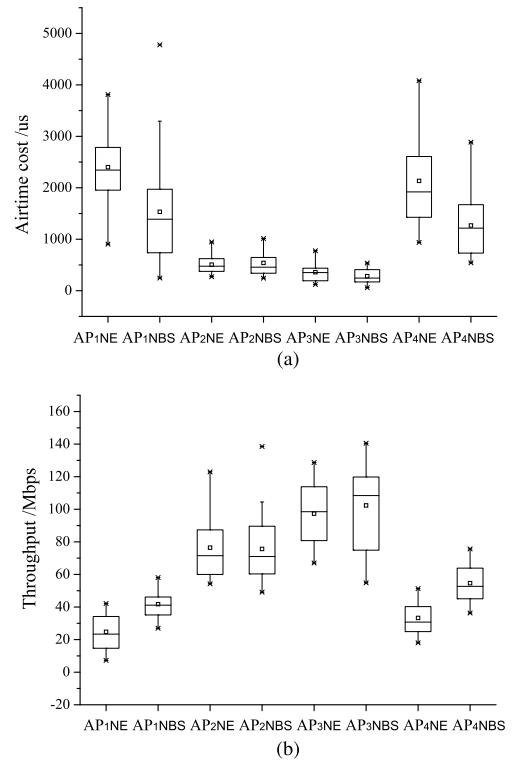 Airtime cost /us
5000
4000
3000
2000
1000
0
AP1NE AP1NBS AP2NE AP2NBS AP3NE AP3NBS AP4NE AP4NBS
(a)
Throughput /Mbps
160
140
120
100
80
60
40
20
0
-20
AP1NE AP1NBS AP2NE AP2NBS AP3NE AP3NBS AP4NE AP4NBS
(b)